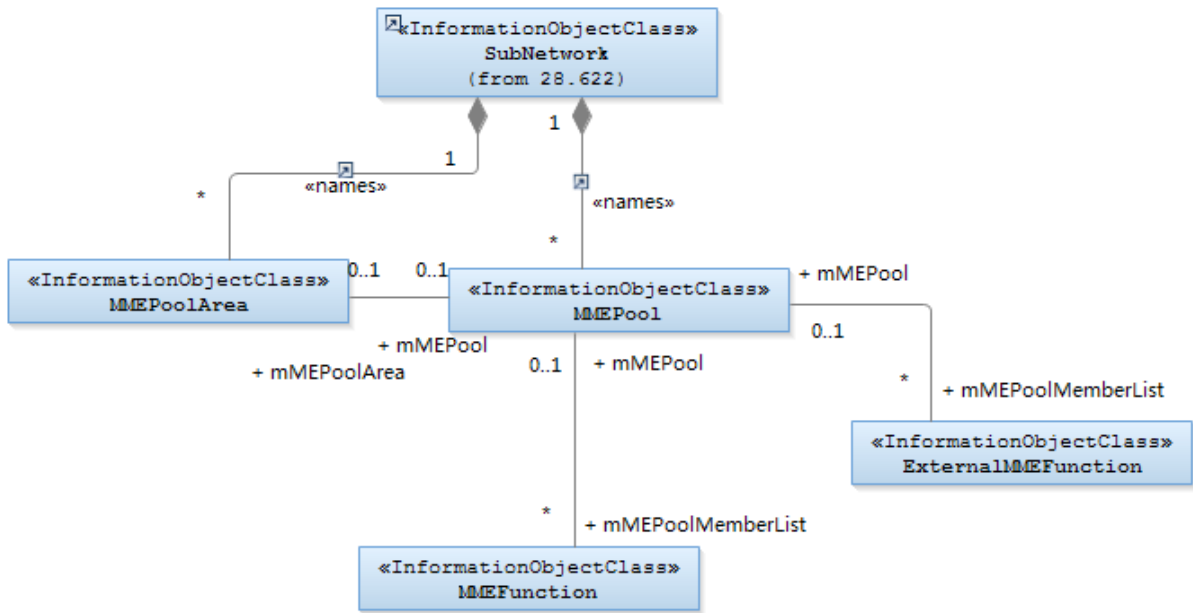 «InformationObjectClass»
SubNetwork
(from 28.622)
1
1
«names»
*
«names»
*
«InformationObjectClass»
MMEPoolArea
0..1
0..1
«InformationObjectClass»
MMEPool
+ mMEPool
0..1
+ mMEPool
+ mMEPoolArea
0..1
+ mMEPool
*
+ mMEPoolMemberList
«InformationObjectClass»
ExternalMMEFunction
*
+ mMEPoolMemberList
«InformationObjectClass»
MMEFunction